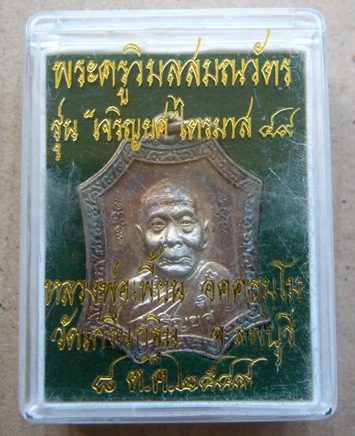 พระครูวิมลสมณวัตร
รุ่น "เจริญยศ" ไตรมาส ๔๙
หลวงพ่อเพี้ยน อคฺคธมฺโม
วัดเกริ่นกฐิน จ.ลพบุรี
๘ ต.ค. ๒๕๔๙